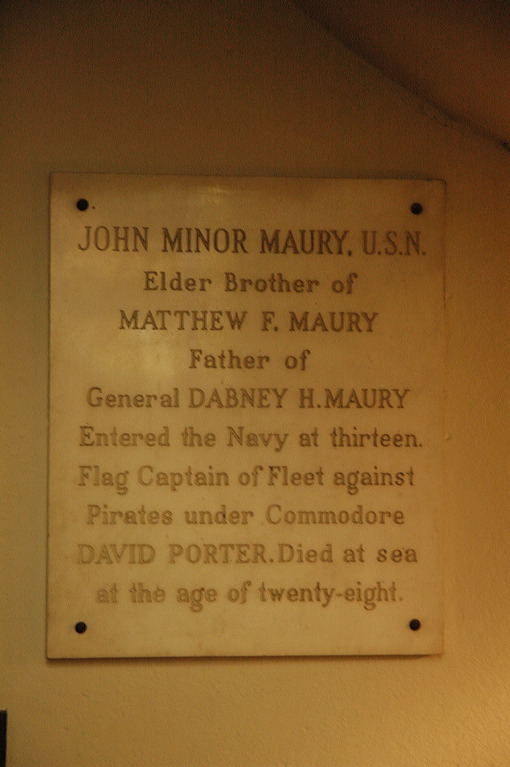 JOHN MINOR MAURY, U.S.N.
Elder Brother of
MATTHEW F. MAURY
Father of
General DABNEY H. MAURY
Entered the Navy at thirteen.
Flag Captain of Fleet against
Pirates under Commodore
DAVID PORTER. Died at sea
at the age of twenty-eight.